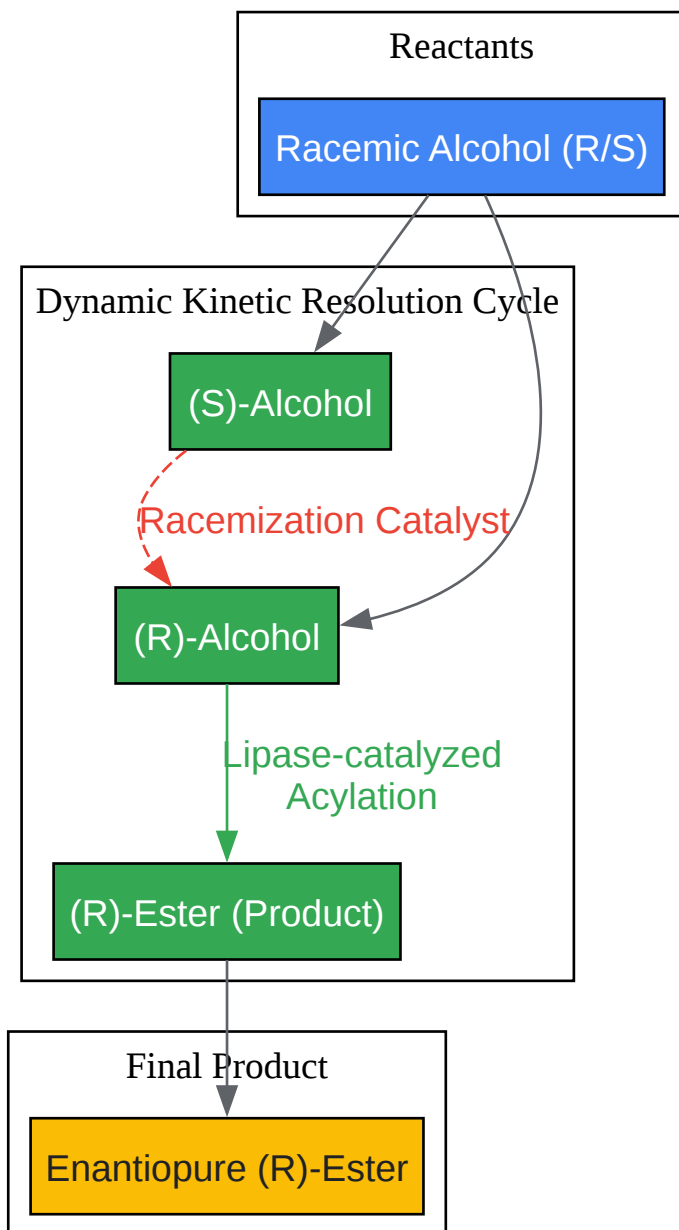 Reactants
Racemic Alcohol (R/S)
Dynamic Kinetic Resolution Cycle
(S)-Alcohol
Racemization Catalyst
(R)-Alcohol
Lipase-catalyzed
Acylation
(R)-Ester (Product)
Final Product
Enantiopure (R)-Ester